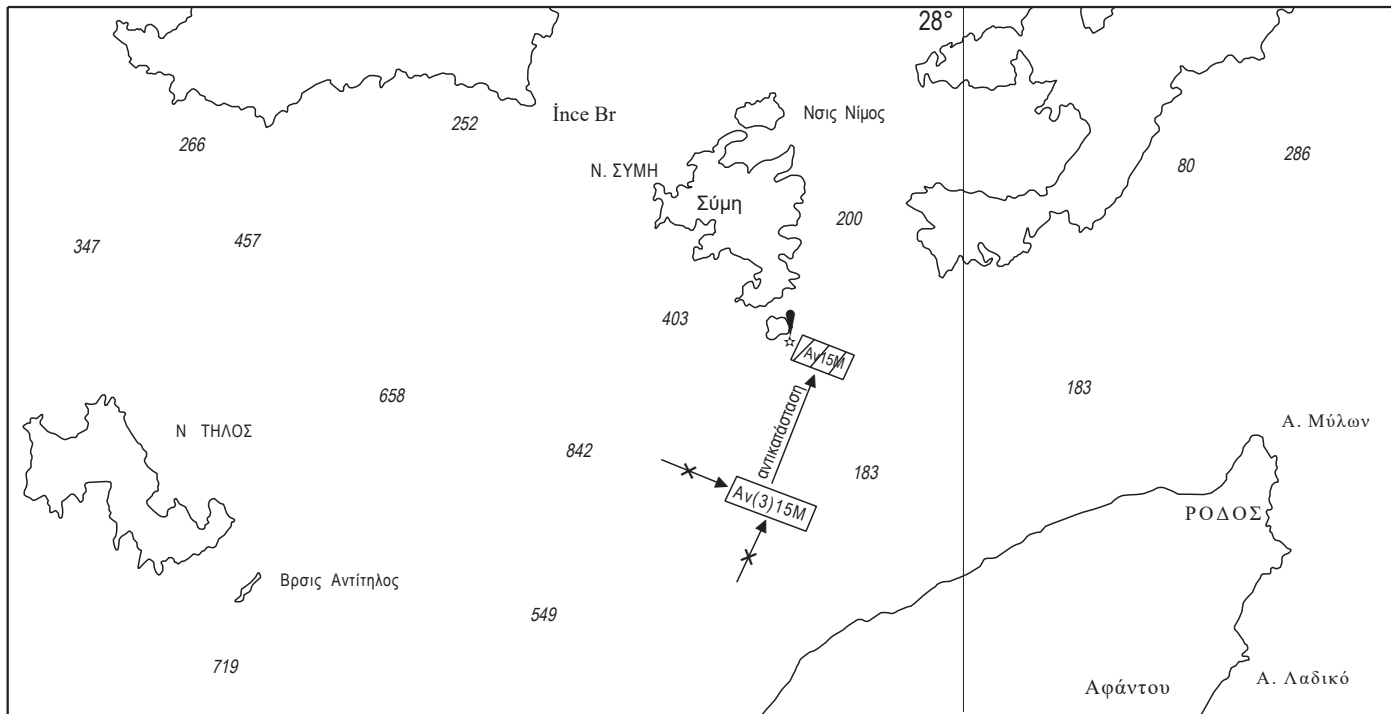 28°
İnce Br
Νσις Νίμος
252
266
286
80
Ν. ΣΥΜΗ
Σύμη
200
347
457
403
Αν15Μ
αντικατάσταση
658
183
Ν ΤΗΛΟΣ
Α. Μύλων
842
183
Αν(3)15Μ
ΡΟΔΟΣ
Βρσις Αντίτηλος
549
719
Αφάντου
Α. Λαδικό